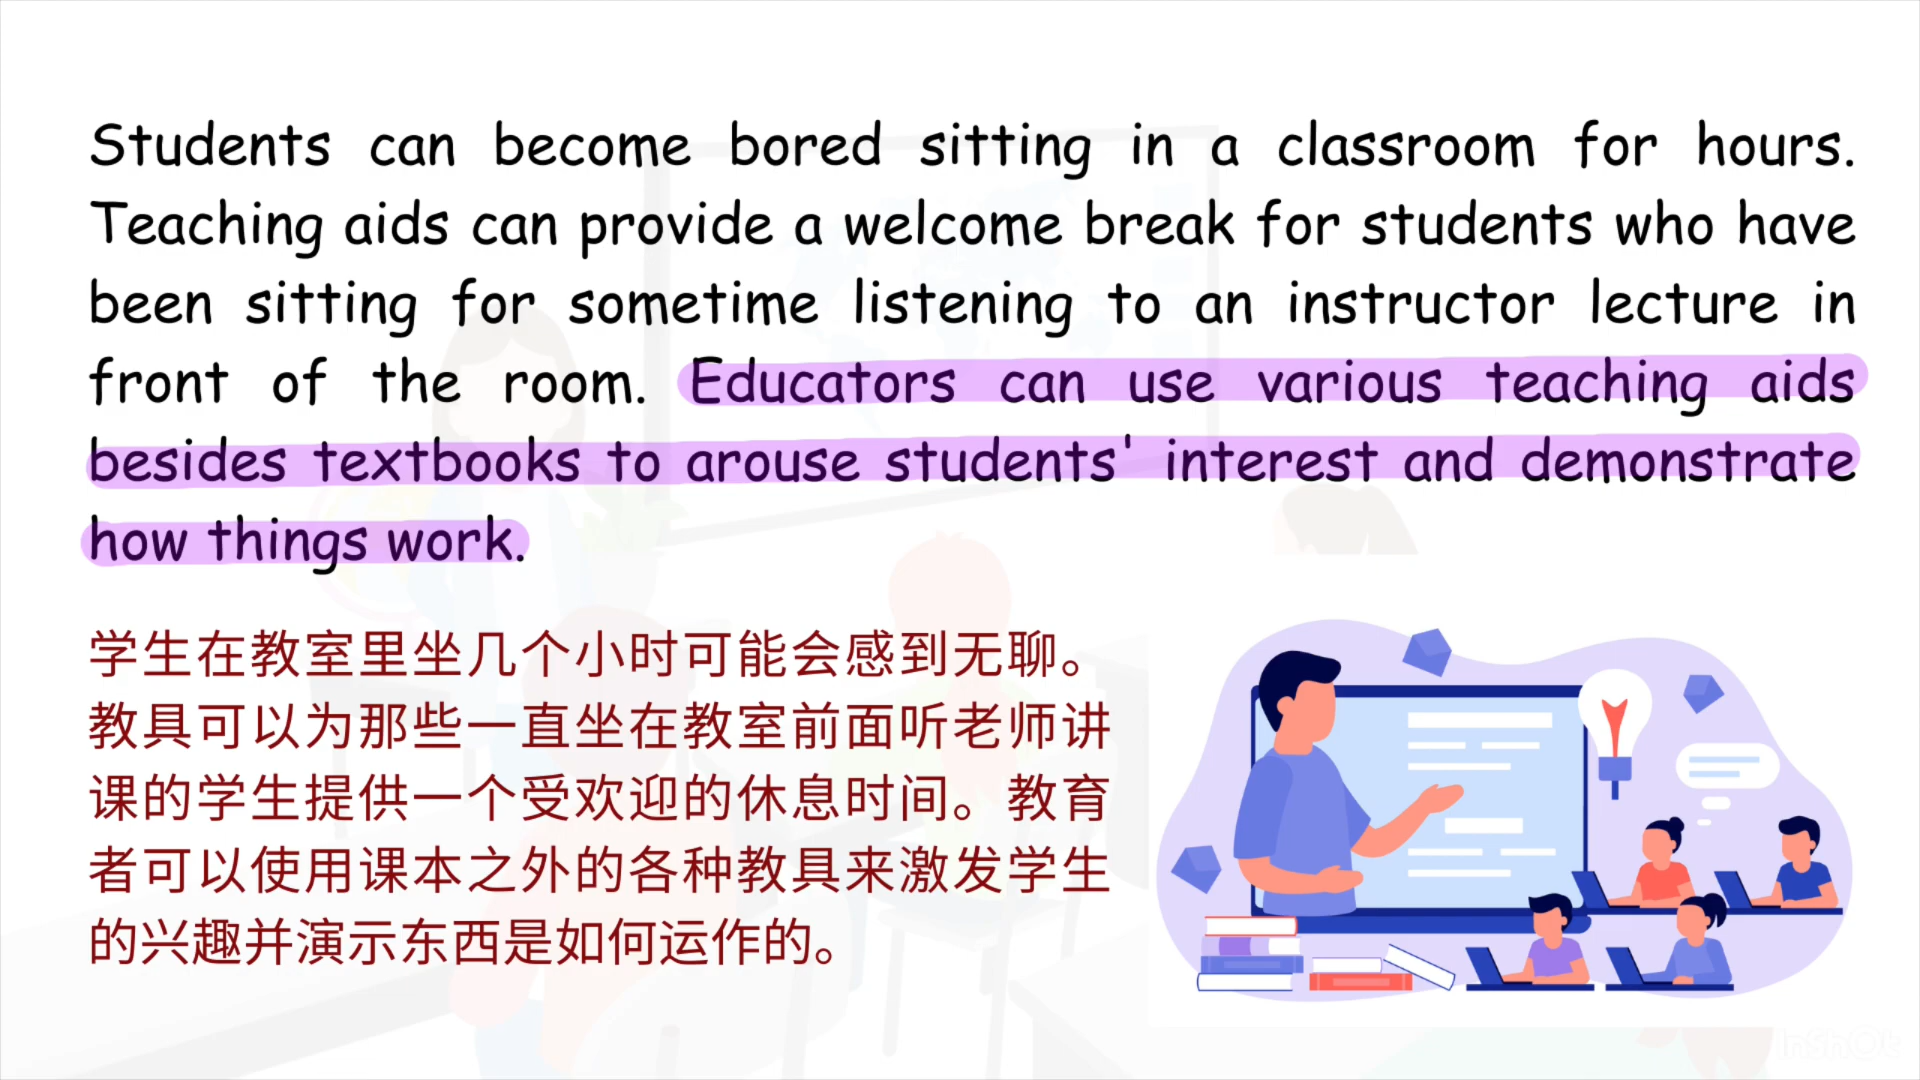 Students can become bored sitting in a classroom for hours.
Teaching aids can provide a welcome break for students who have
been sitting for sometime listening to an instructor lecture in
front of the room. Educators can use various teaching aids
besides textbooks to arouse students' interest and demonstrate
how things work.
学生在教室里坐几个小时可能会感到无聊。
教具可以为那些一直坐在教室前面听老师讲
课的学生提供一个受欢迎的休息时间。教育
者可以使用课本之外的各种教具来激发学生
的兴趣并演示东西是如何运作的。
InShOt